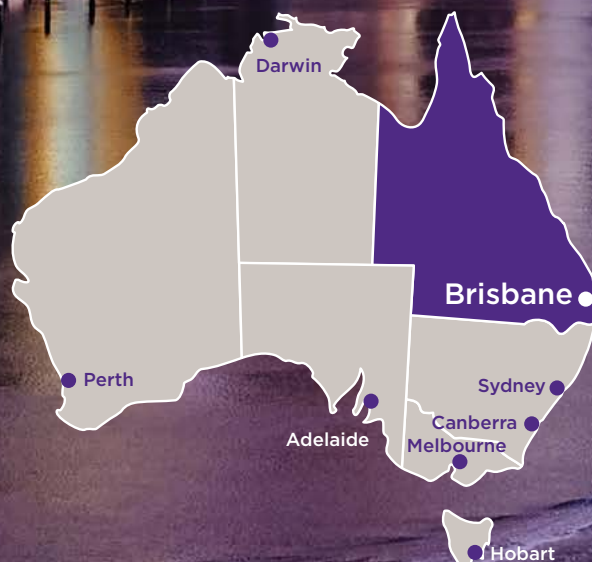 Darwin
Brisbane
Perth
Sydney
Canberra
Adelaide
Melbourne
Hobart